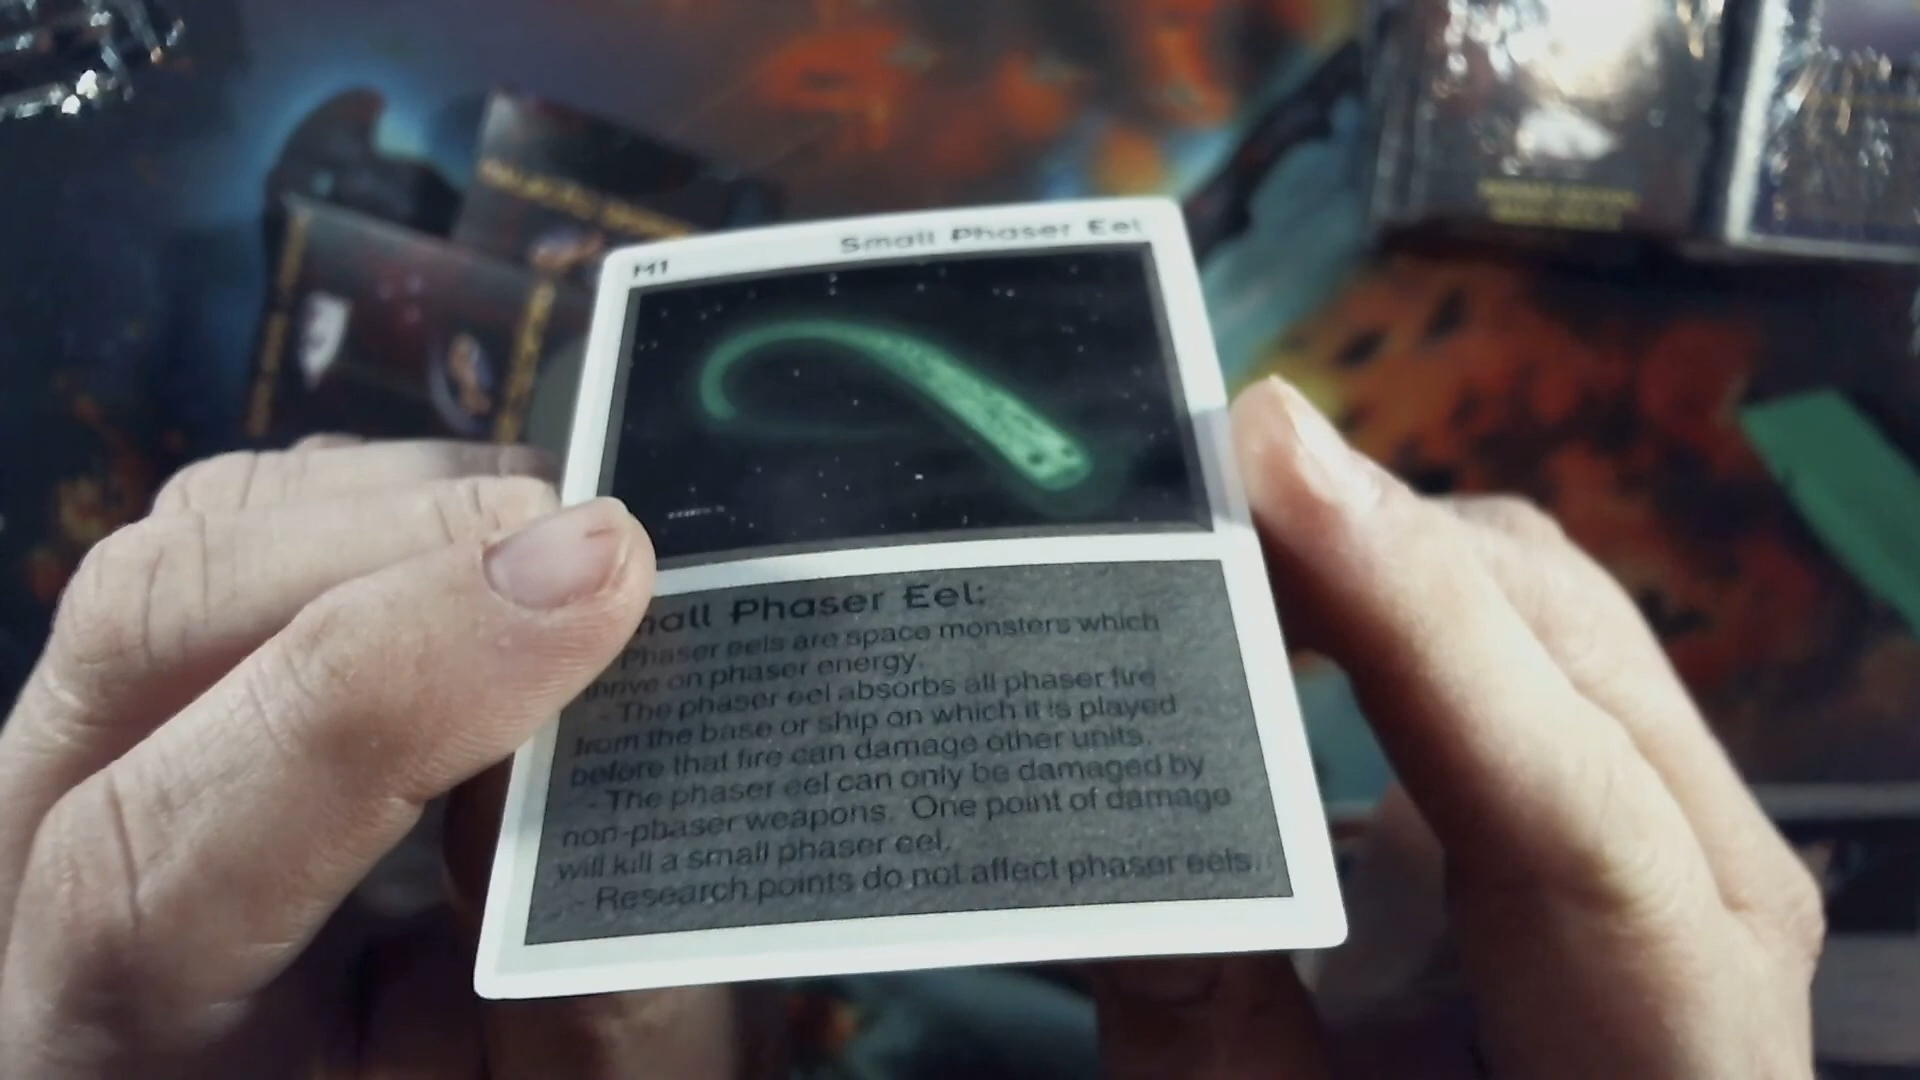 M1 Small Phaser Eel
mall Phaser Eel:
Phaser eels are space monsters which
thrive on phaser energy.
- The phaser eel absorbs all phaser fire
from the base or ship on which it is played
before that fire can damage other units.
- The phaser eel can only be damaged by
non-phaser weapons. One point of damage
will kill a small phaser eel.
- Research points do not affect phaser eels.